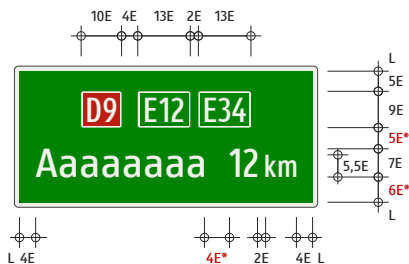 10E 4E 13E 2E 13E
L
5E
D9 E12 E34
9E
5E*
Aaaaaaaa 12 km
5,5E 7E
6E*
L
L 4E 4E* 2E 4E L